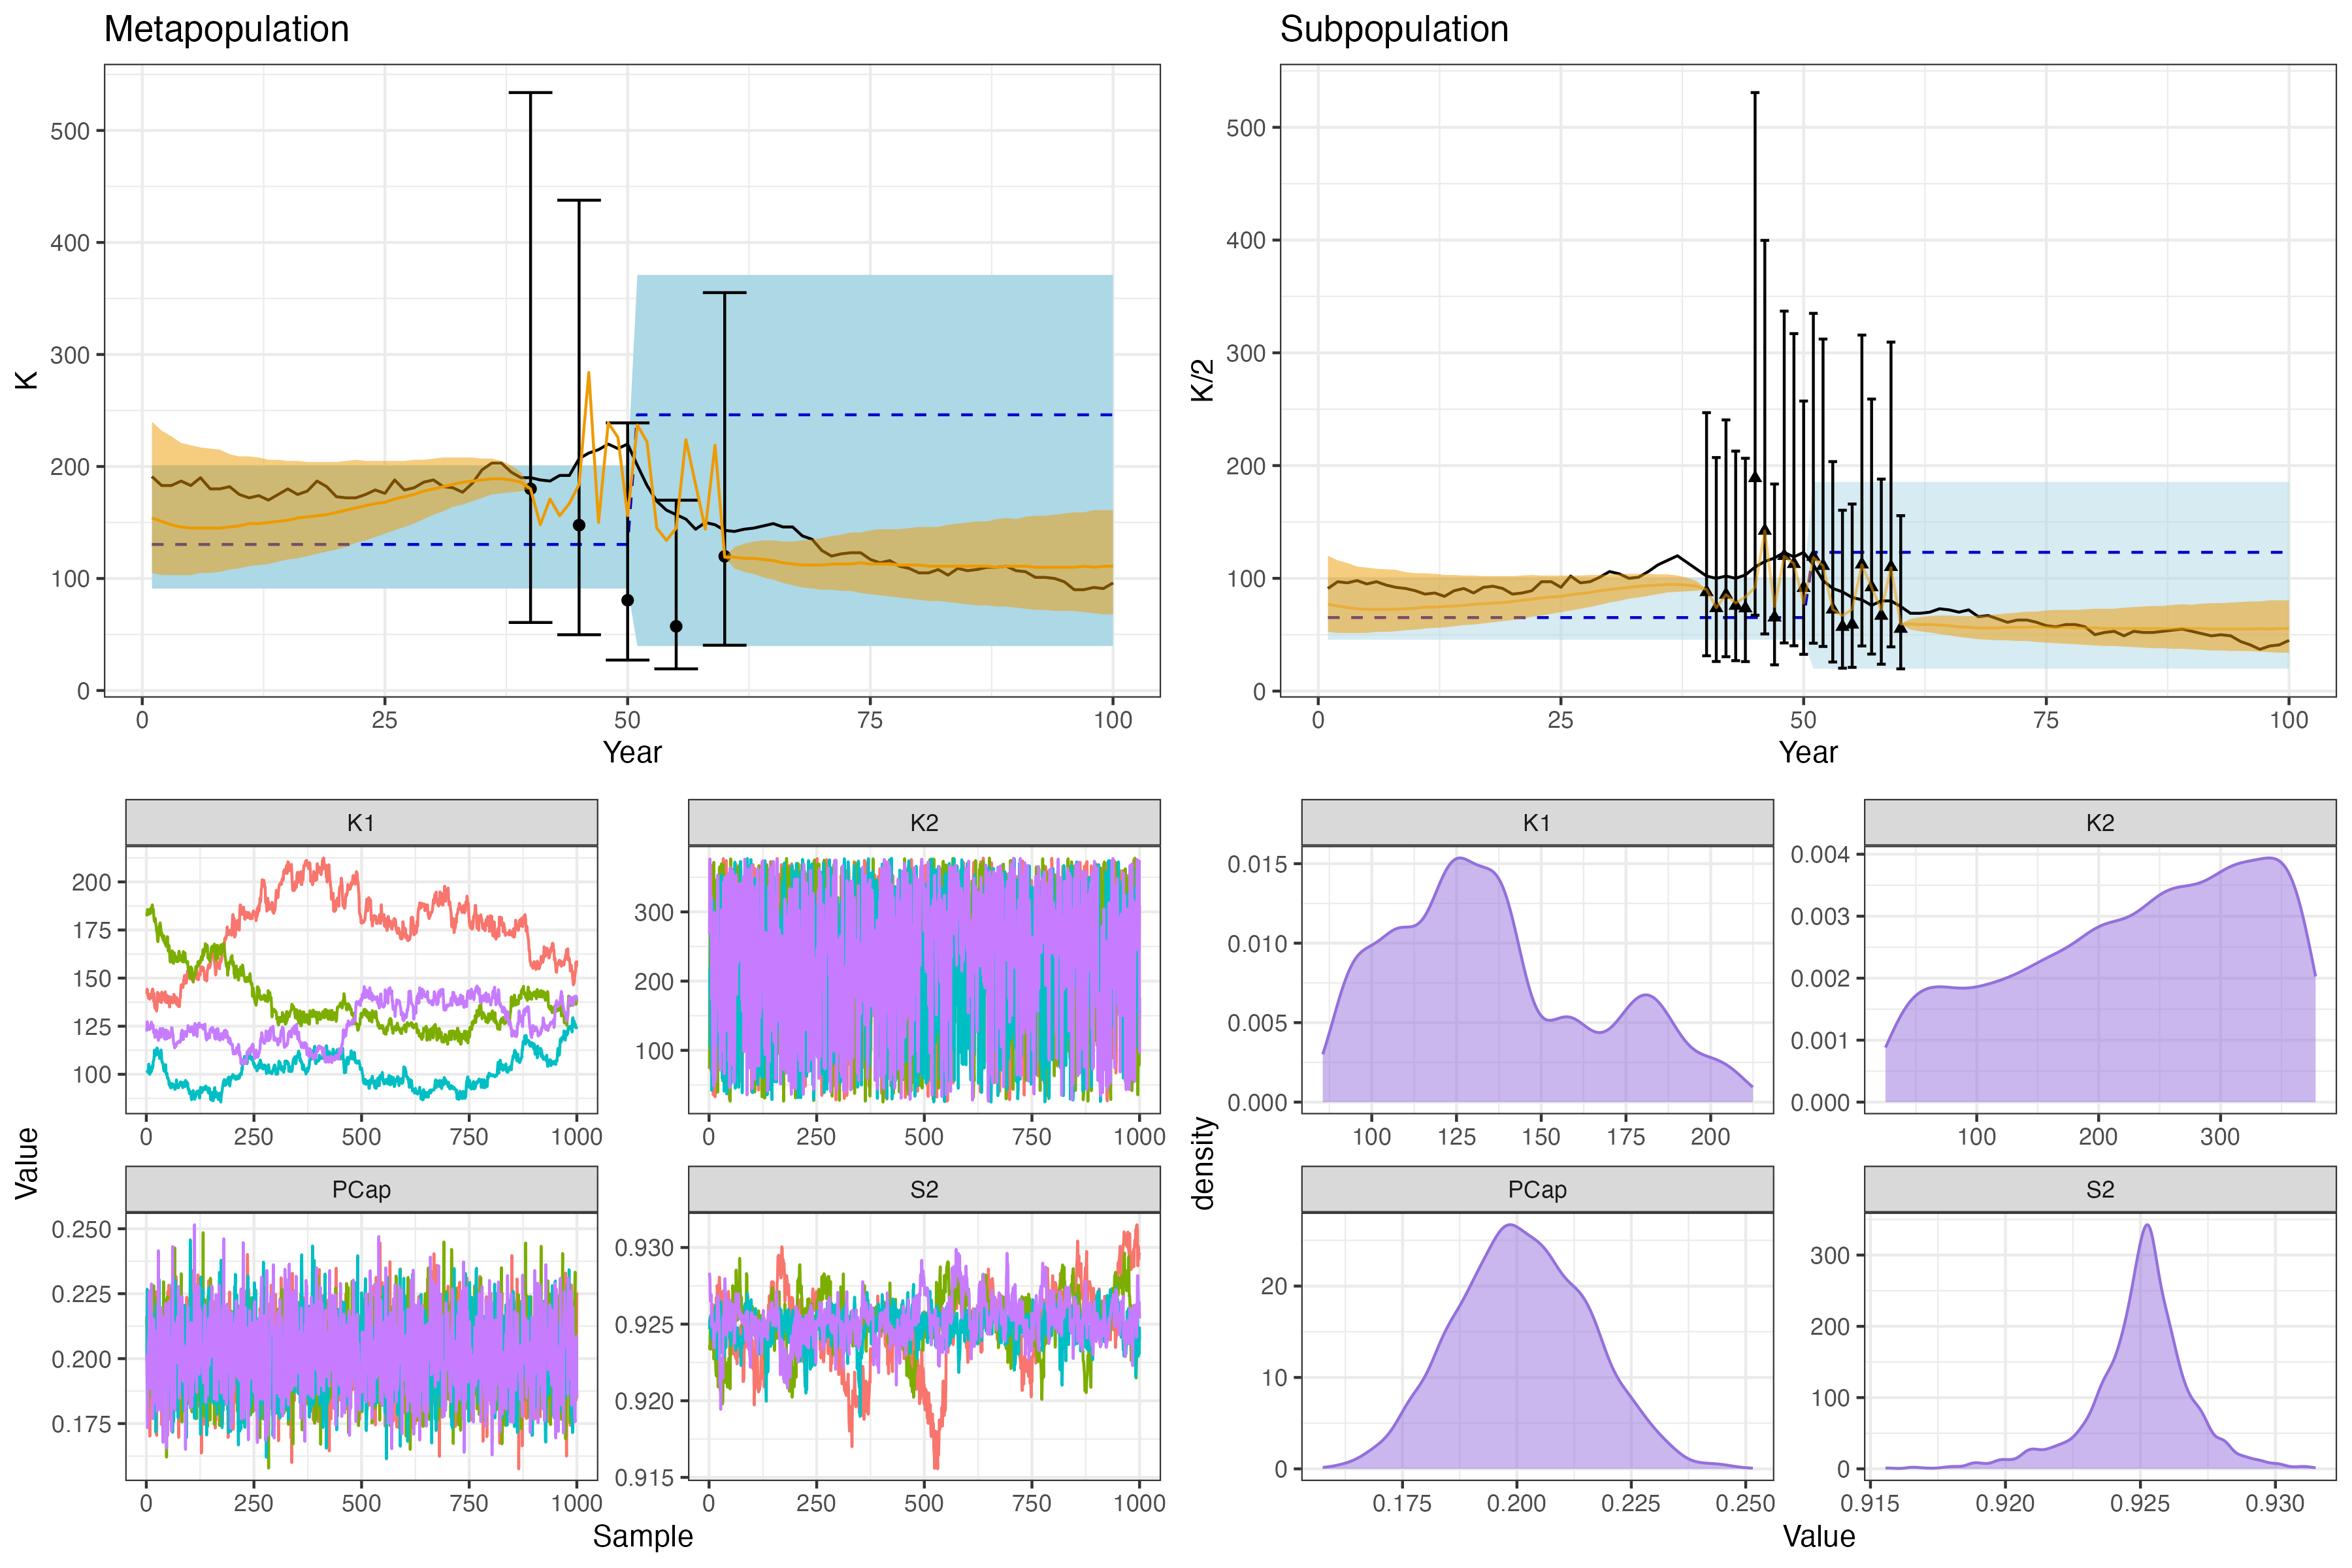 Metapopulation
Subpopulation
K
500
400
300
200
100
0
0 25 50 75 100
Year
K/2
500
400
300
200
100
0
0 25 50 75 100
Year
Value
K1
200
175
150
125
100
0 250 500 750 1000
K2
300
200
100
0 250 500 750 1000
PCap
0.250
0.225
0.200
0.175
0 250 500 750 1000
S2
0.930
0.925
0.920
0.915
0 250 500 750 1000
Sample
density
K1
0.015
0.010
0.005
0.000
100 125 150 175 200
K2
0.004
0.003
0.002
0.001
0.000
100 200 300
PCap
20
10
0
0.175 0.200 0.225 0.250
S2
300
200
100
0
0.915 0.920 0.925 0.930
Value